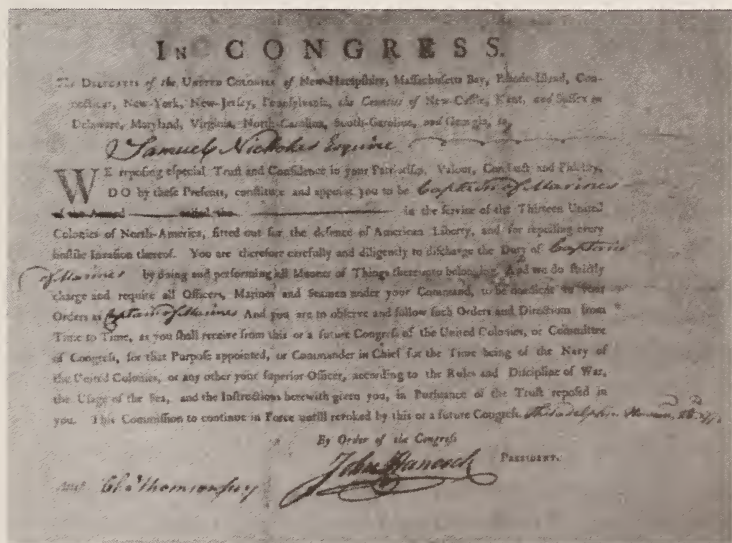 IN CONGRESS.
The DELEGATES of the UNITED COLONIES of New-Hampshire, Massachusetts Bay, Rhode-Island, Con-
necticut, New-York, New-Jersey, Pennsylvania, the Counties of New-Castle, Kent, and Sussex on
Delaware, Maryland, Virginia, North-Carolina, South-Carolina, and Georgia, to
Samuel Nicholas Esquire
WE reposing especial Trust and Confidence in your Patriotism, Valour, Conduct and Fidelity,
DO by these Presents, constitute and appoint you to be Captain of Marines
of the Armed called the in the service of the Thirteen United
Colonies of North-America, fitted out for the defence of American Liberty, and for repelling every
hostile Invasion thereof. You are therefore carefully and diligently to discharge the Duty of Captain
of Marines by doing and performing all Manner of Things thereunto belonging. And we do strictly
charge and require all Officers, Marines and Seamen under your Command, to be obedient to your
Orders as Captain of Marines And you are to observe and follow such Orders and Directions from
Time to Time, as you shall receive from this or a future Congress of the United Colonies, or Committee
of Congress, for that Purpose appointed, or Commander in Chief for the Time being of the Navy of
the United Colonies, or any other your superior Officer, according to the Rules and Discipline of War,
the Usage of the Sea, and the Instructions herewith given you, in Pursuance of the Trust reposed in
you. This Commission to continue in Force untill revoked by this or a future Congress. Philadelphia
By Order of the Congress
John Hancock PRESIDENT.
Attest Chas Thomson secy